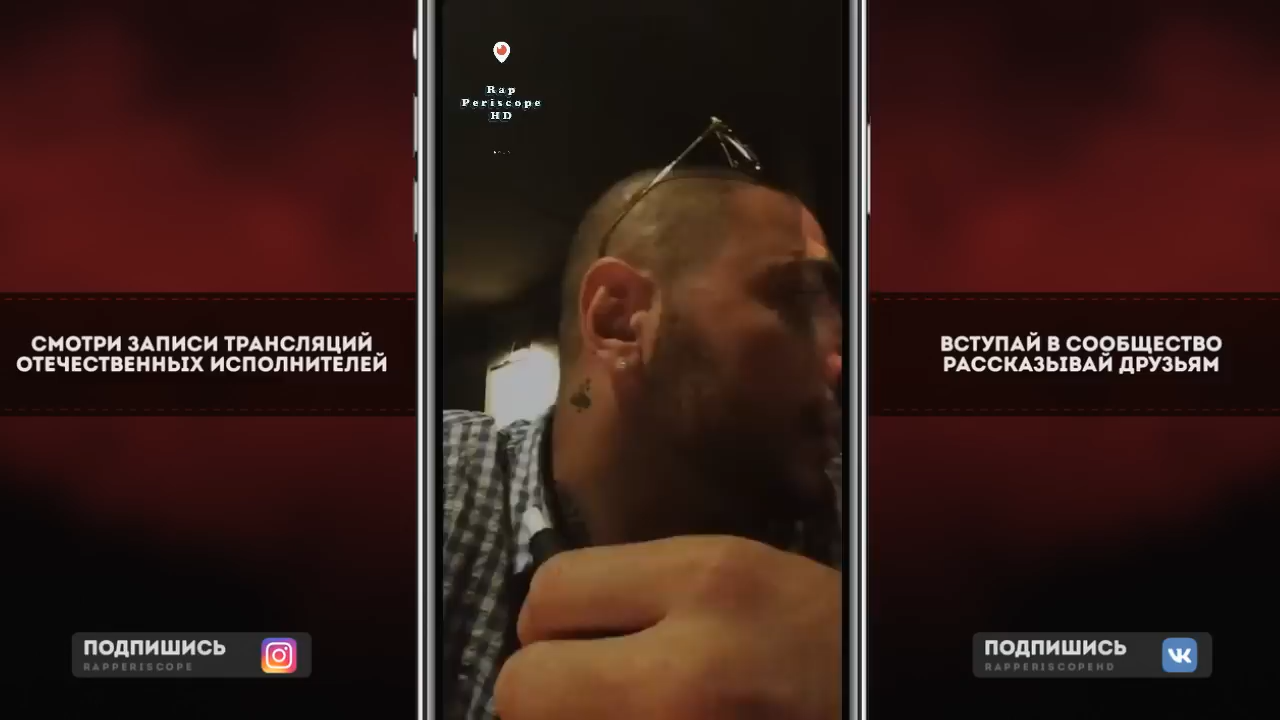 Rap
Periscope
HD
СМОТРИ ЗАПИСИ ТРАНСЛЯЦИЙ
ОТЕЧЕСТВЕННЫХ ИСПОЛНИТЕЛЕЙ
ВСТУПАЙ В СООБЩЕСТВО
РАССКАЗЫВАЙ ДРУЗЬЯМ
ПОДПИШИСЬ
RAPPERISCOPE
ПОДПИШИСЬ
RAPPERISCOPEHD